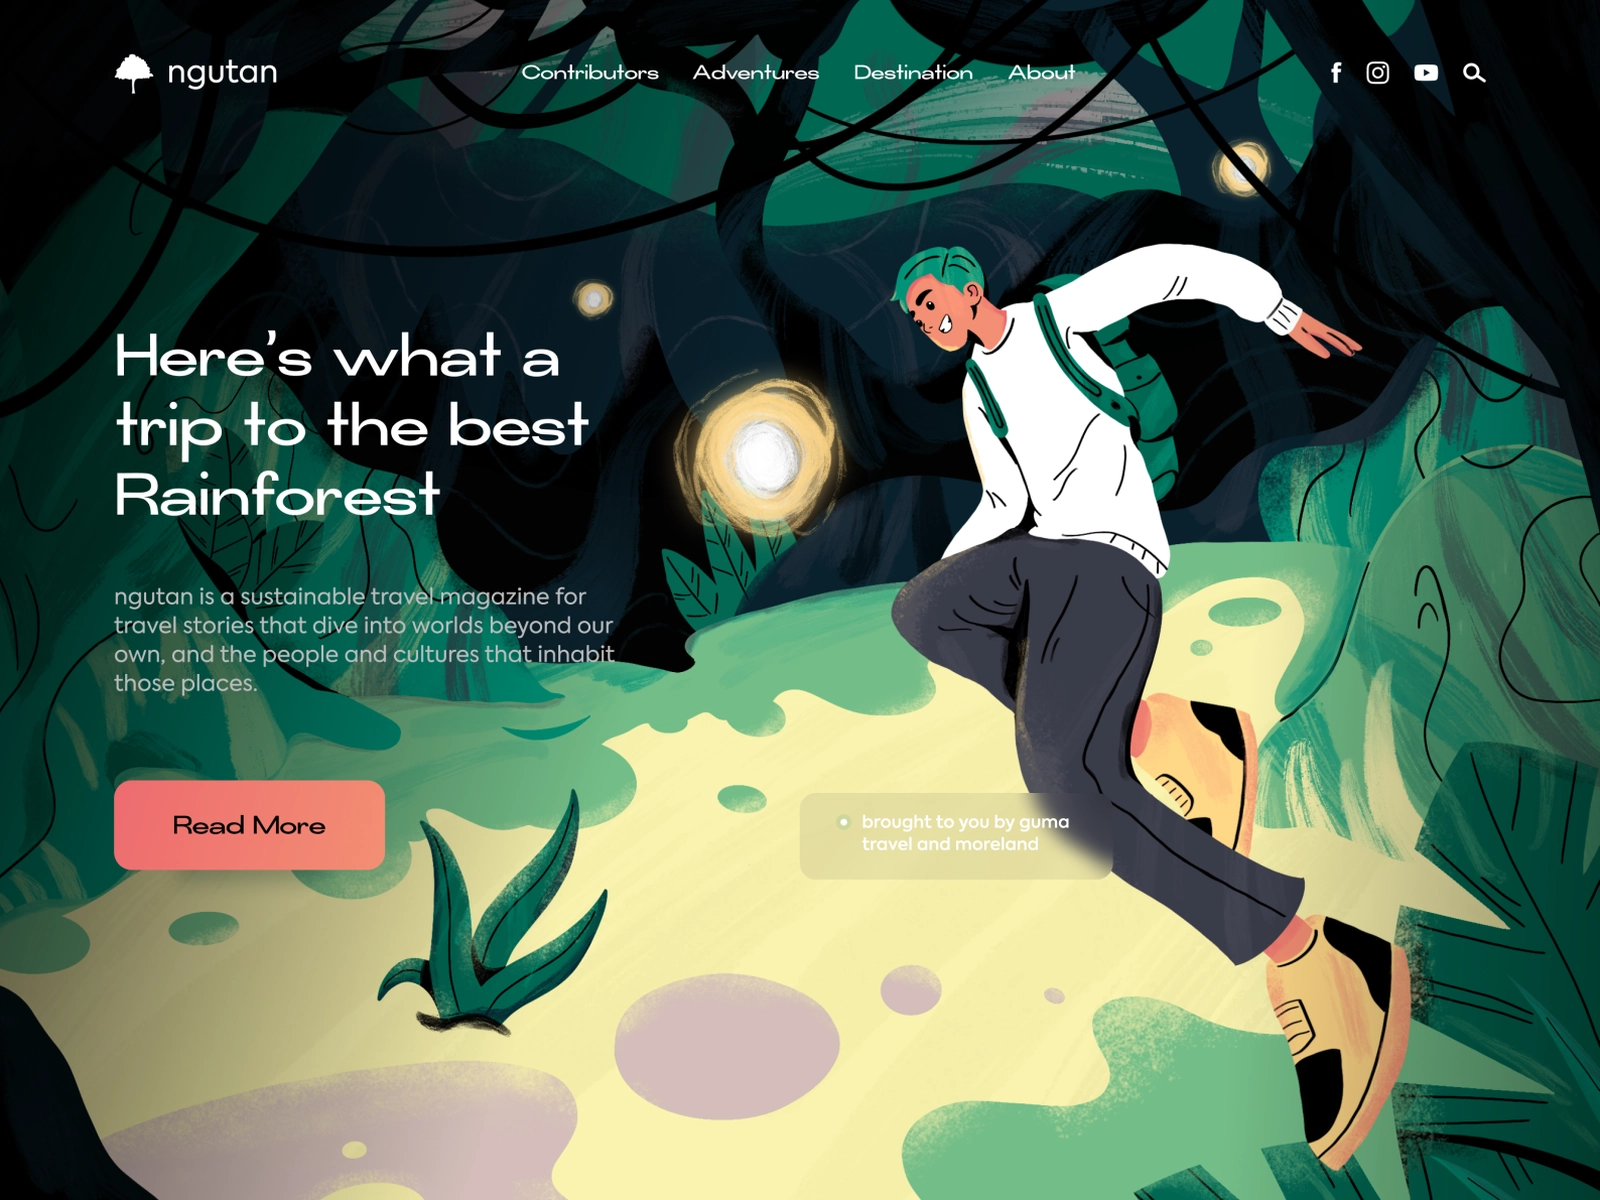 ngutan
Contributors Adventures Destination About
Here's what a
trip to the best
Rainforest
ngutan is a sustainable travel magazine for
travel stories that dive into worlds beyond our
own, and the people and cultures that inhabit
those places.
Read More
brought to you by guma
travel and moreland